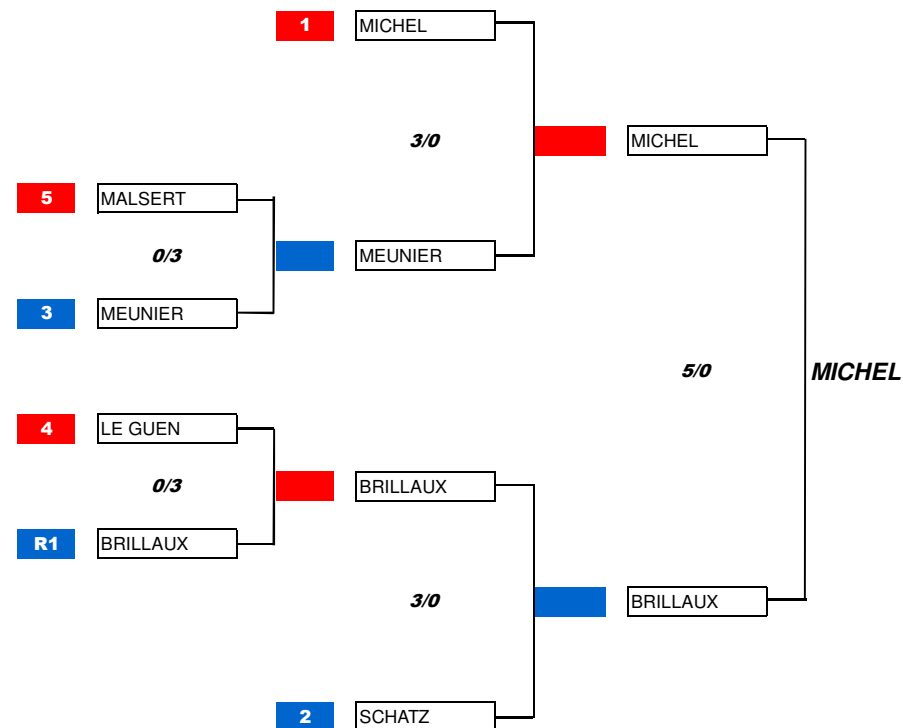 1 MICHEL
3/0
MICHEL
5 MALSERT
0/3
MEUNIER
3 MEUNIER
5/0
MICHEL
4 LE GUEN
0/3
BRILLAUX
R1 BRILLAUX
3/0
BRILLAUX
2 SCHATZ